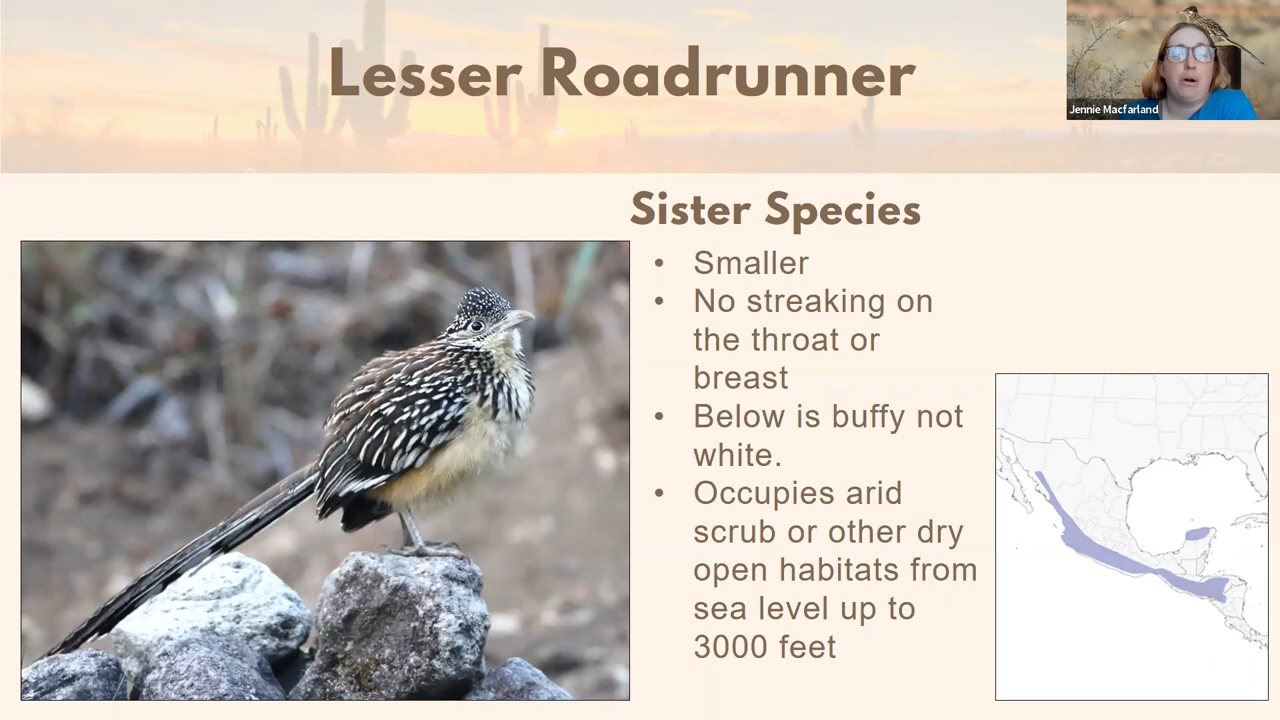 Lesser Roadrunner
Jennie Macfarland
Sister Species
• Smaller
• No streaking on
the throat or
breast
• Below is buffy not
white.
• Occupies arid
scrub or other dry
open habitats from
sea level up to
3000 feet